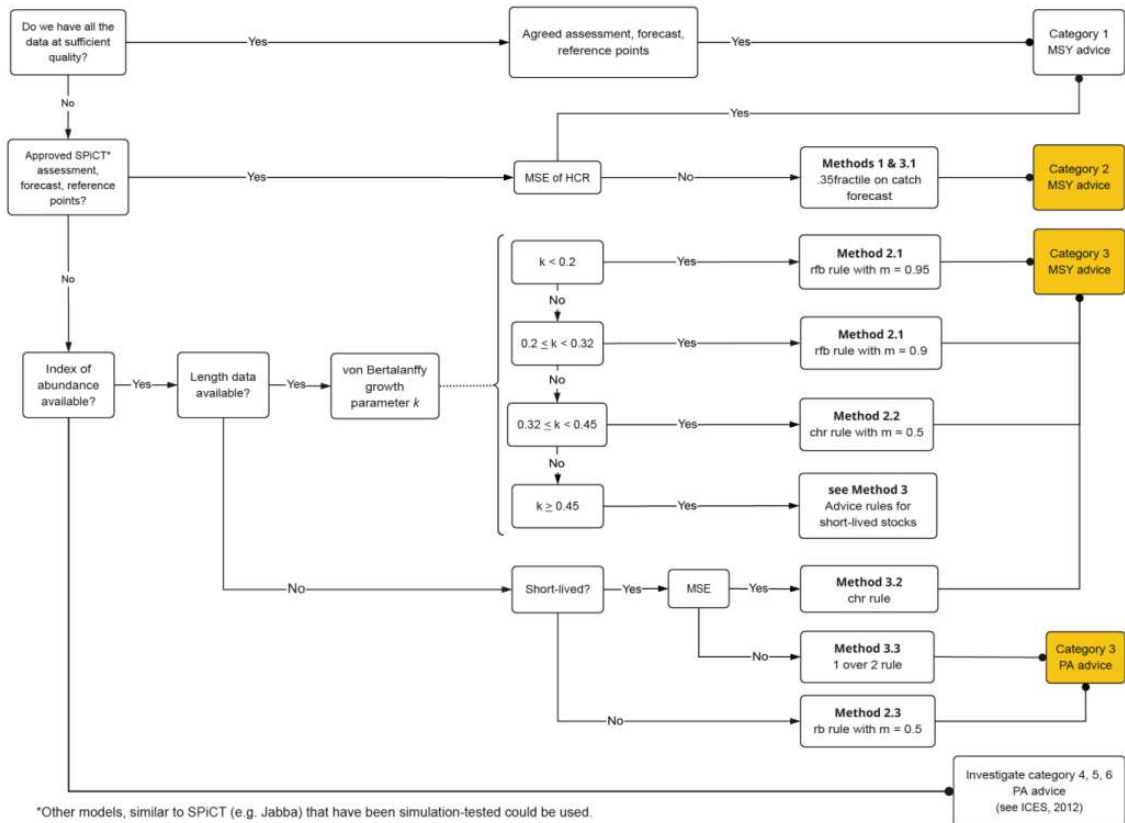 Do we have all the
data at sufficient
quality?
Yes
Agreed assessment, forecast,
reference points
Yes
Category 1
MSY advice
No
Yes
Approved SPiCT*
assessment,
forecast, reference
points?
Yes
MSE of HCR
No
Methods 1 & 3.1
.35fractile on catch
forecast
Category 2
MSY advice
No
k < 0.2
Yes
Method 2.1
rfb rule with m = 0.95
Category 3
MSY advice
No
0.2 ≤ k < 0.32
Yes
Method 2.1
rfb rule with m = 0.9
Index of
abundance
available?
Yes
Length data
available?
Yes
von Bertalanffy
growth
parameter k
No
0.32 ≤ k < 0.45
Yes
Method 2.2
chr rule with m = 0.5
No
k ≥ 0.45
Yes
see Method 3
Advice rules for
short-lived stocks
No
Short-lived?
Yes
MSE
Yes
Method 3.2
chr rule
No
Method 3.3
1 over 2 rule
Category 3
PA advice
No
Method 2.3
rb rule with m = 0.5
Investigate category 4, 5, 6
PA advice
(see ICES, 2012)
*Other models, similar to SPiCT (e.g. Jabba) that have been simulation-tested could be used.